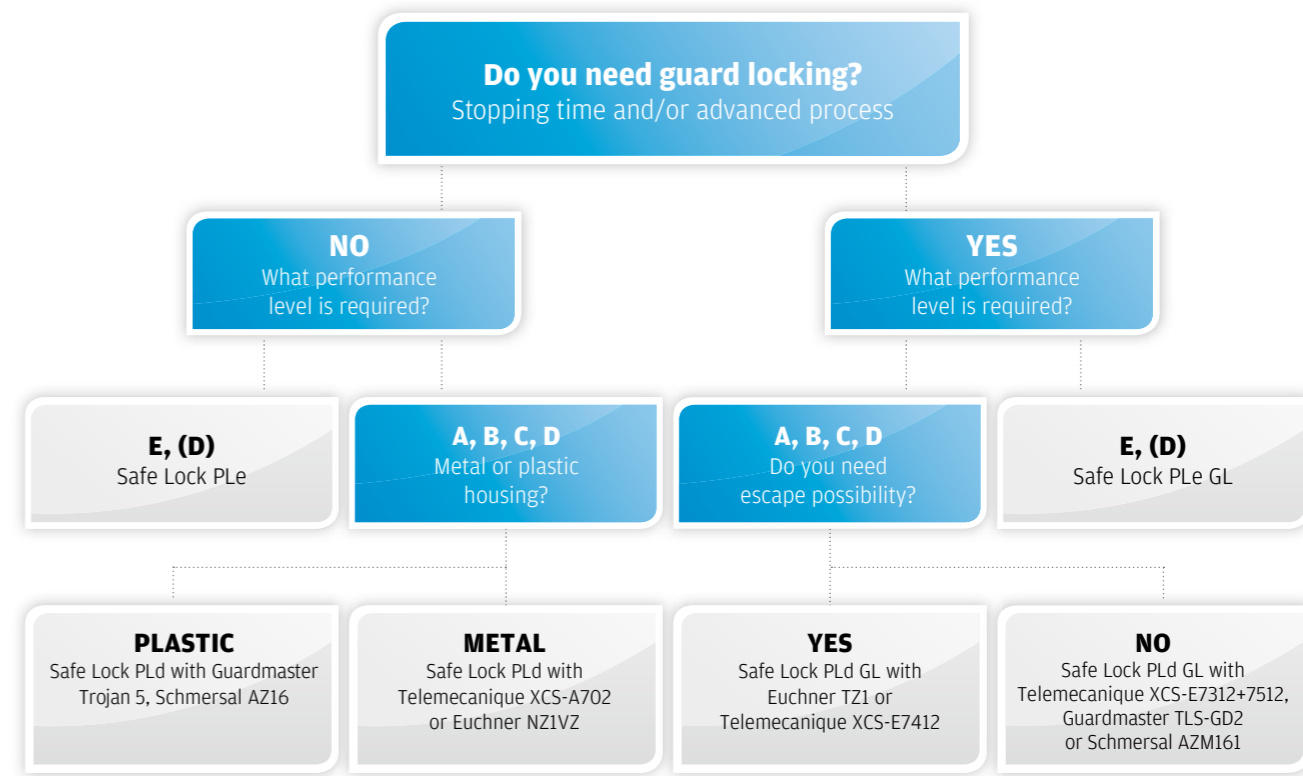 Do you need guard locking?
Stopping time and/or advanced process
NO
What performance
level is required?
YES
What performance
level is required?
E, (D)
Safe Lock PLe
A, B, C, D
Metal or plastic
housing?
A, B, C, D
Do you need
escape possibility?
E, (D)
Safe Lock PLe GL
PLASTIC
Safe Lock PLd with Guardmaster
Trojan 5, Schmersal AZ16
METAL
Safe Lock PLd with
Telemecanique XCS-A702
or Euchner NZ1VZ
YES
Safe Lock PLd GL with
Euchner TZ1 or
Telemecanique XCS-E7412
NO
Safe Lock PLd GL with
Telemecanique XCS-E7312+7512,
Guardmaster TLS-GD2
or Schmersal AZM161